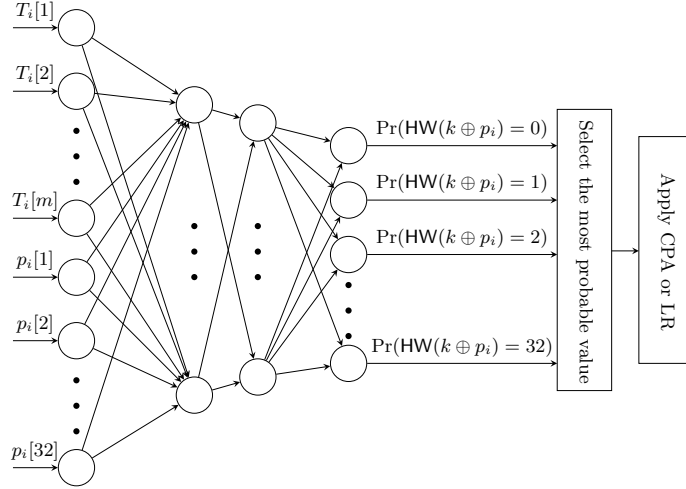 T_i[1]
T_i[2]
T_i[m]
p_i[1]
p_i[2]
p_i[32]
Pr(HW(k ⊕ p_i) = 0)
Pr(HW(k ⊕ p_i) = 1)
Pr(HW(k ⊕ p_i) = 2)
Pr(HW(k ⊕ p_i) = 32)
Select the most probable value
Apply CPA or LR